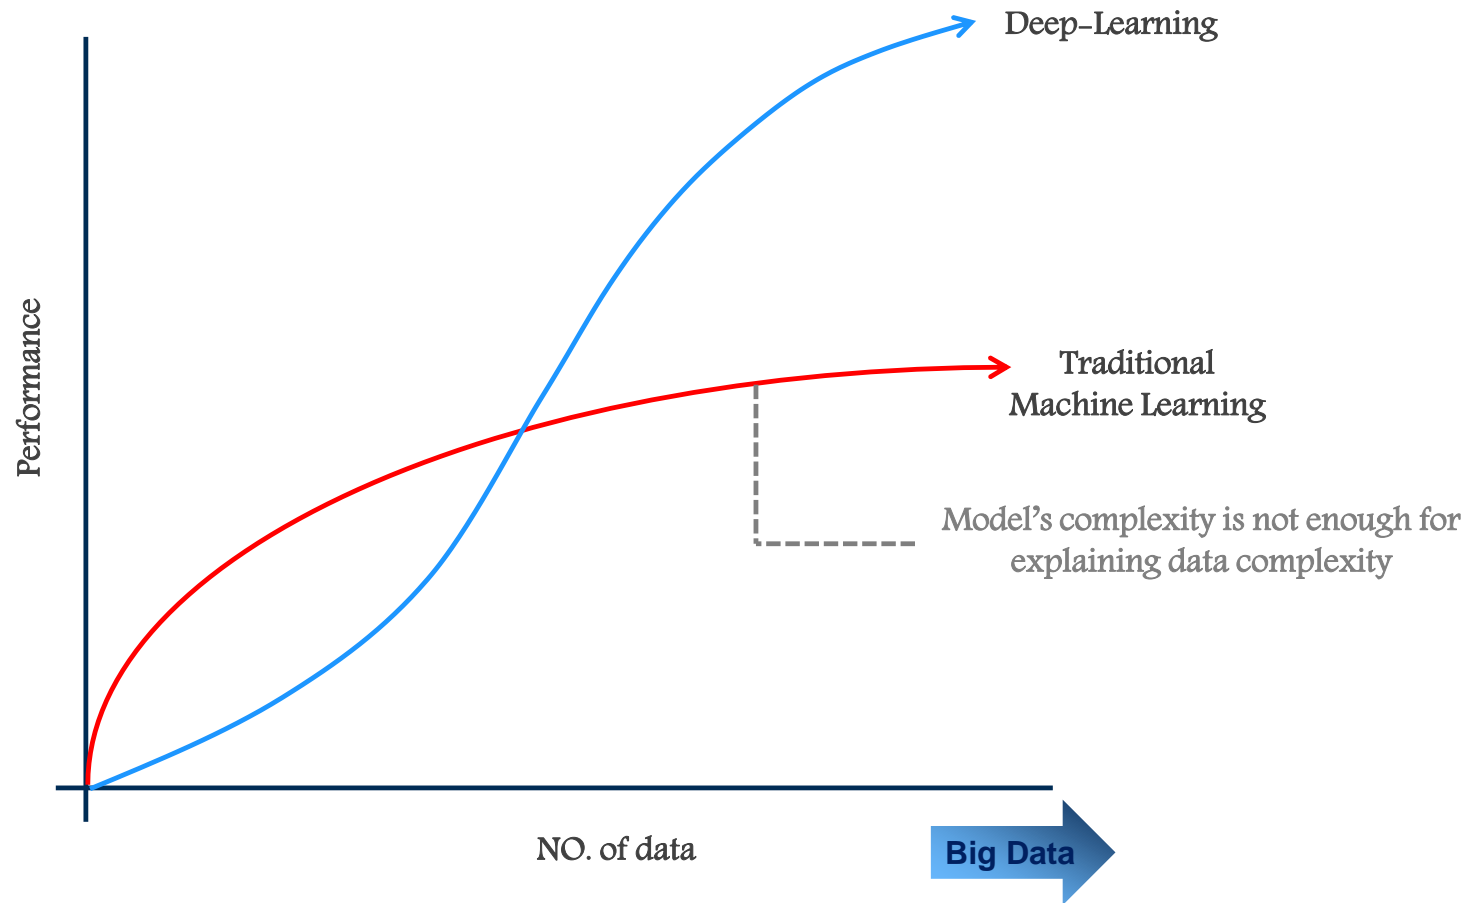 Deep-Learning
Performance
Traditional
Machine Learning
Model’s complexity is not enough for
explaining data complexity
NO. of data
Big Data